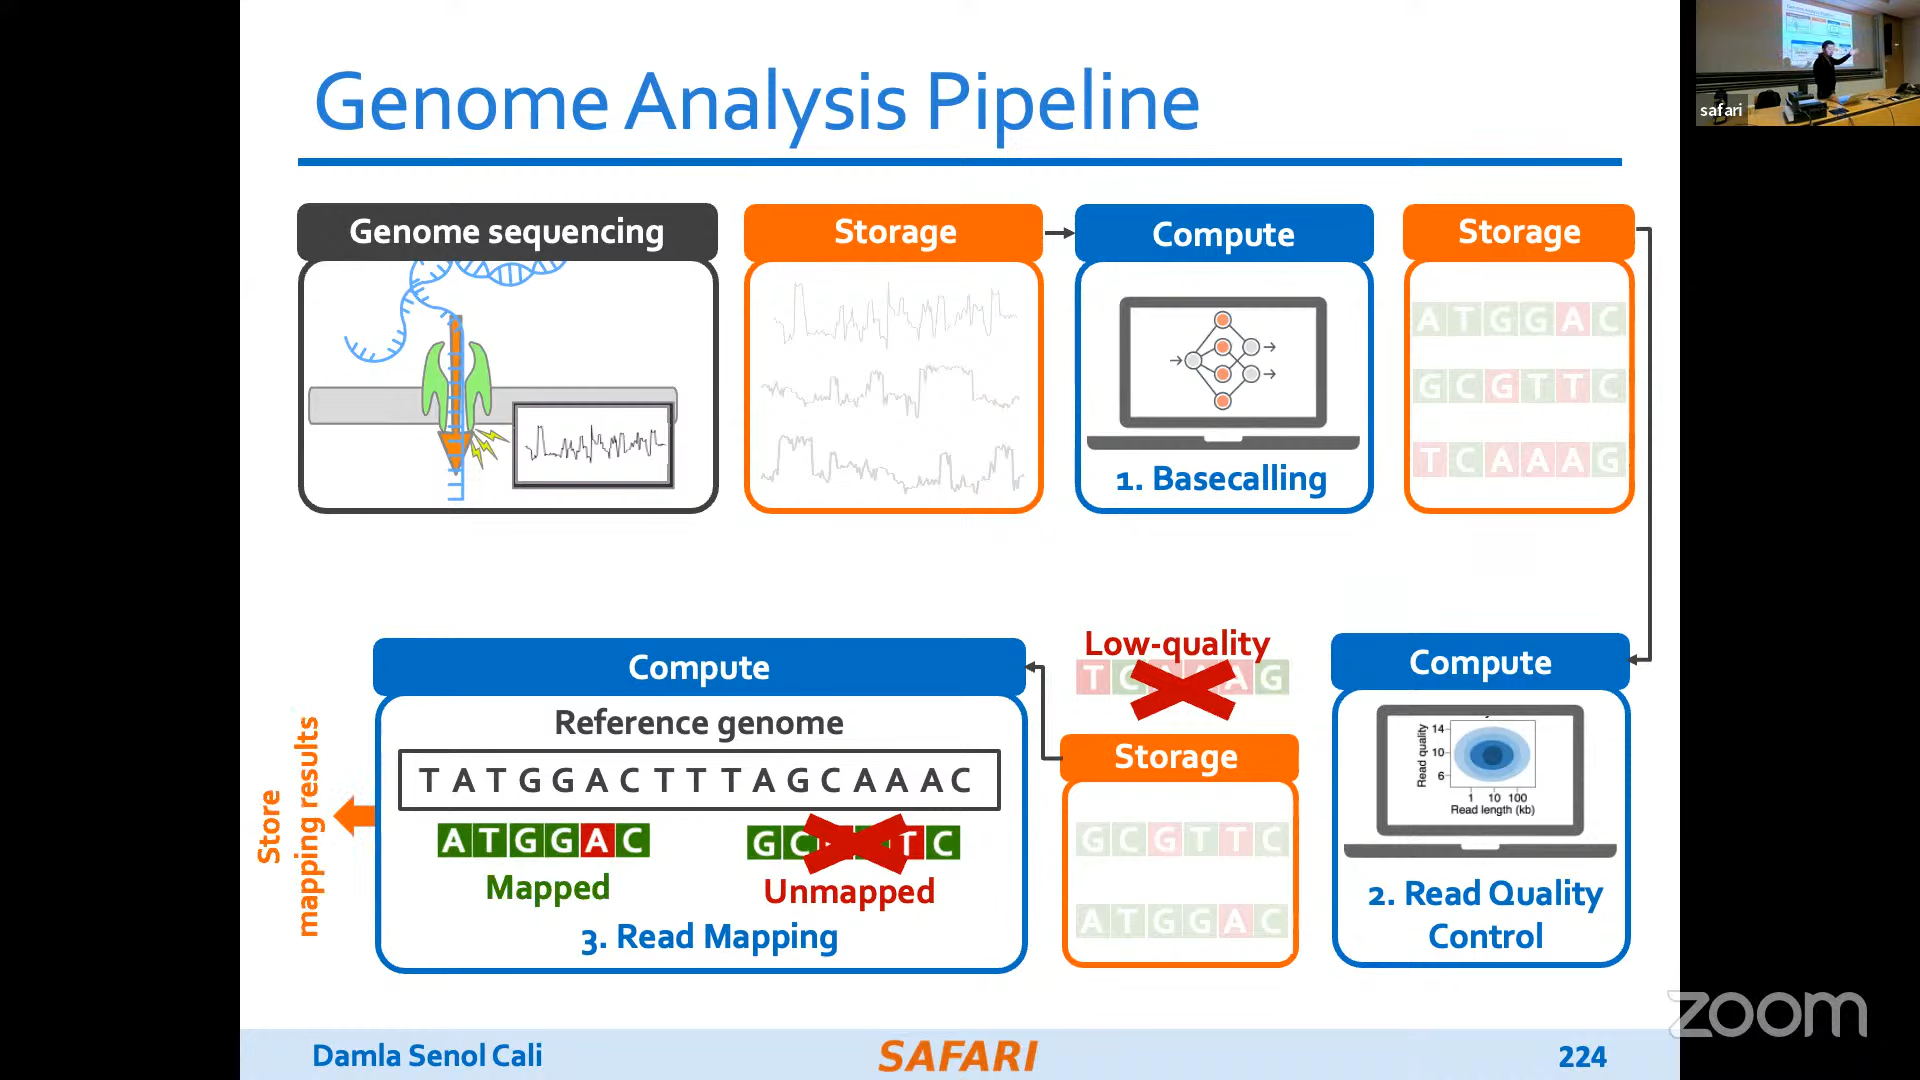 Genome Analysis Pipeline
safari
Genome sequencing
Storage
Compute
Storage
1. Basecalling
A T G G A C
G C G T T C
T C A A A G
Low-quality
T C A G
Compute
Reference genome
T A T G G A C T T T A G C A A A C
A T G G A C
G C T C
Mapped
Unmapped
3. Read Mapping
Store
mapping results
Storage
G C G T T C
A T G G A C
Compute
Read quality
14
10
6
1 10 100
Read length (kb)
2. Read Quality
Control
Damla Senol Cali
SAFARI
224
zoom